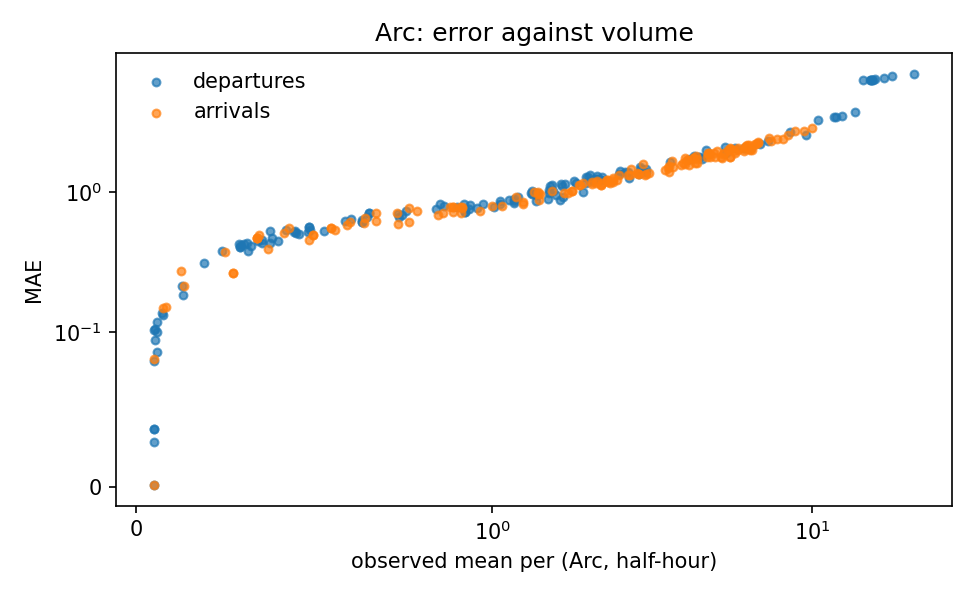 Arc: error against volume
departures
arrivals
MAE
10⁰
10⁻¹
0
0
10⁰
10¹
observed mean per (Arc, half-hour)